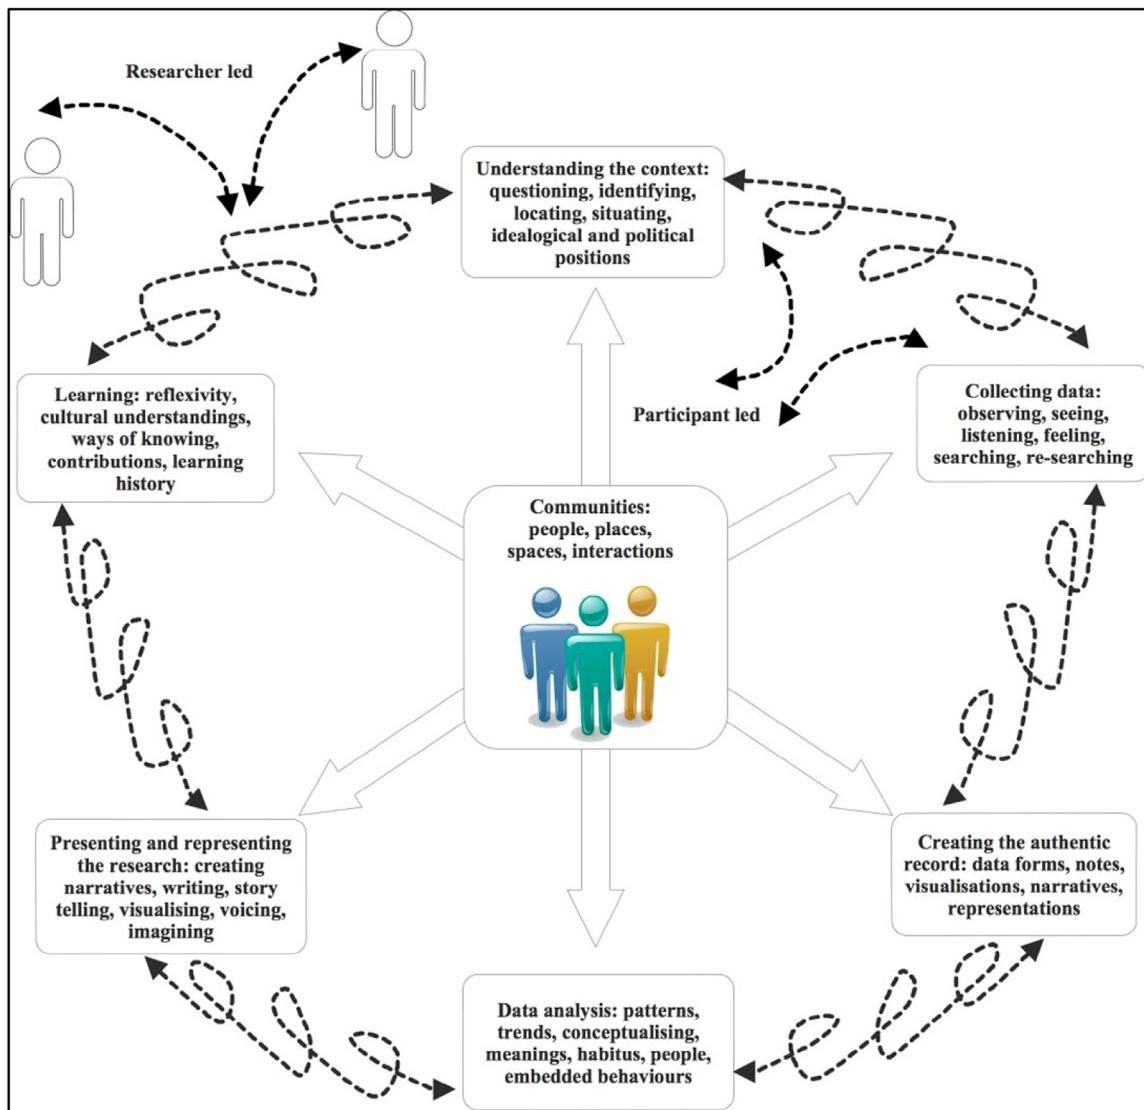 Researcher led
Understanding the context:
questioning, identifying,
locating, situating,
idealogical and political
positions
Learning: reflexivity,
cultural understandings,
ways of knowing,
contributions, learning
history
Participant led
Collecting data:
observing, seeing,
listening, feeling,
searching, re-searching
Communities:
people, places,
spaces, interactions
Presenting and representing
the research: creating
narratives, writing, story
telling, visualising, voicing,
imagining
Creating the authentic
record: data forms, notes,
visualisations, narratives,
representations
Data analysis: patterns,
trends, conceptualising,
meanings, habitus, people,
embedded behaviours